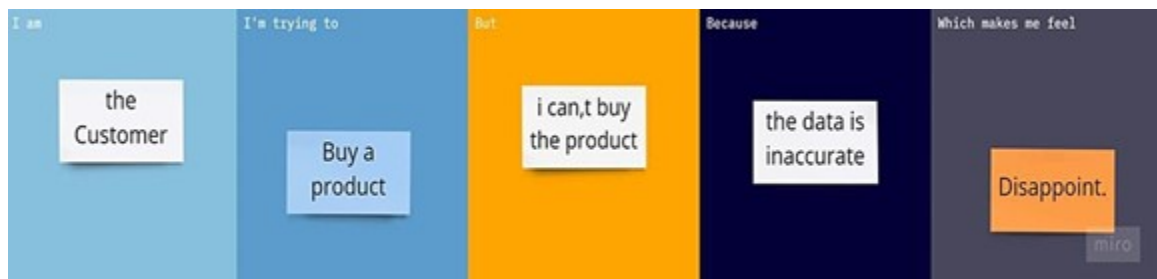 I am
the
Customer
I'm trying to
Buy a
product
But
i can,t buy
the product
Because
the data is
inaccurate
Which makes me feel
Disappoint.
miro